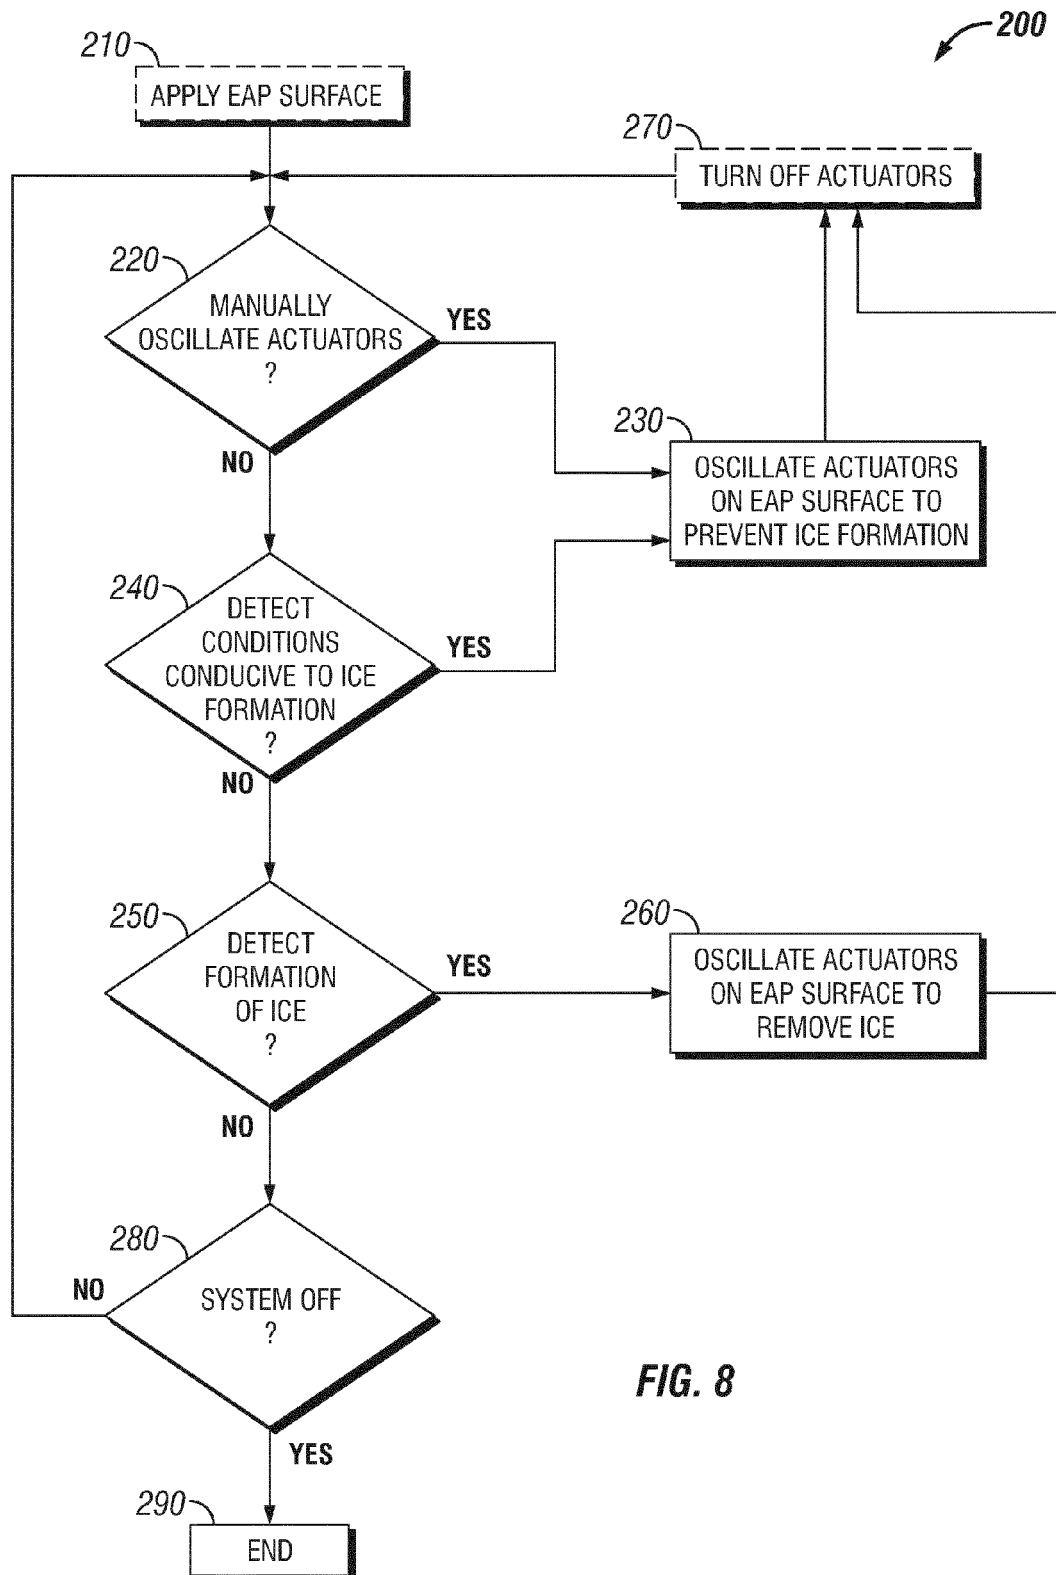 200
210
APPLY EAP SURFACE
270
TURN OFF ACTUATORS
220
MANUALLY
OSCILLATE ACTUATORS
?
YES
NO
230
OSCILLATE ACTUATORS
ON EAP SURFACE TO
PREVENT ICE FORMATION
240
DETECT
CONDITIONS
CONDUCIVE TO ICE
FORMATION
?
YES
NO
250
DETECT
FORMATION
OF ICE
?
YES
NO
260
OSCILLATE ACTUATORS
ON EAP SURFACE TO
REMOVE ICE
280
NO
SYSTEM OFF
?
YES
FIG. 8
290
END